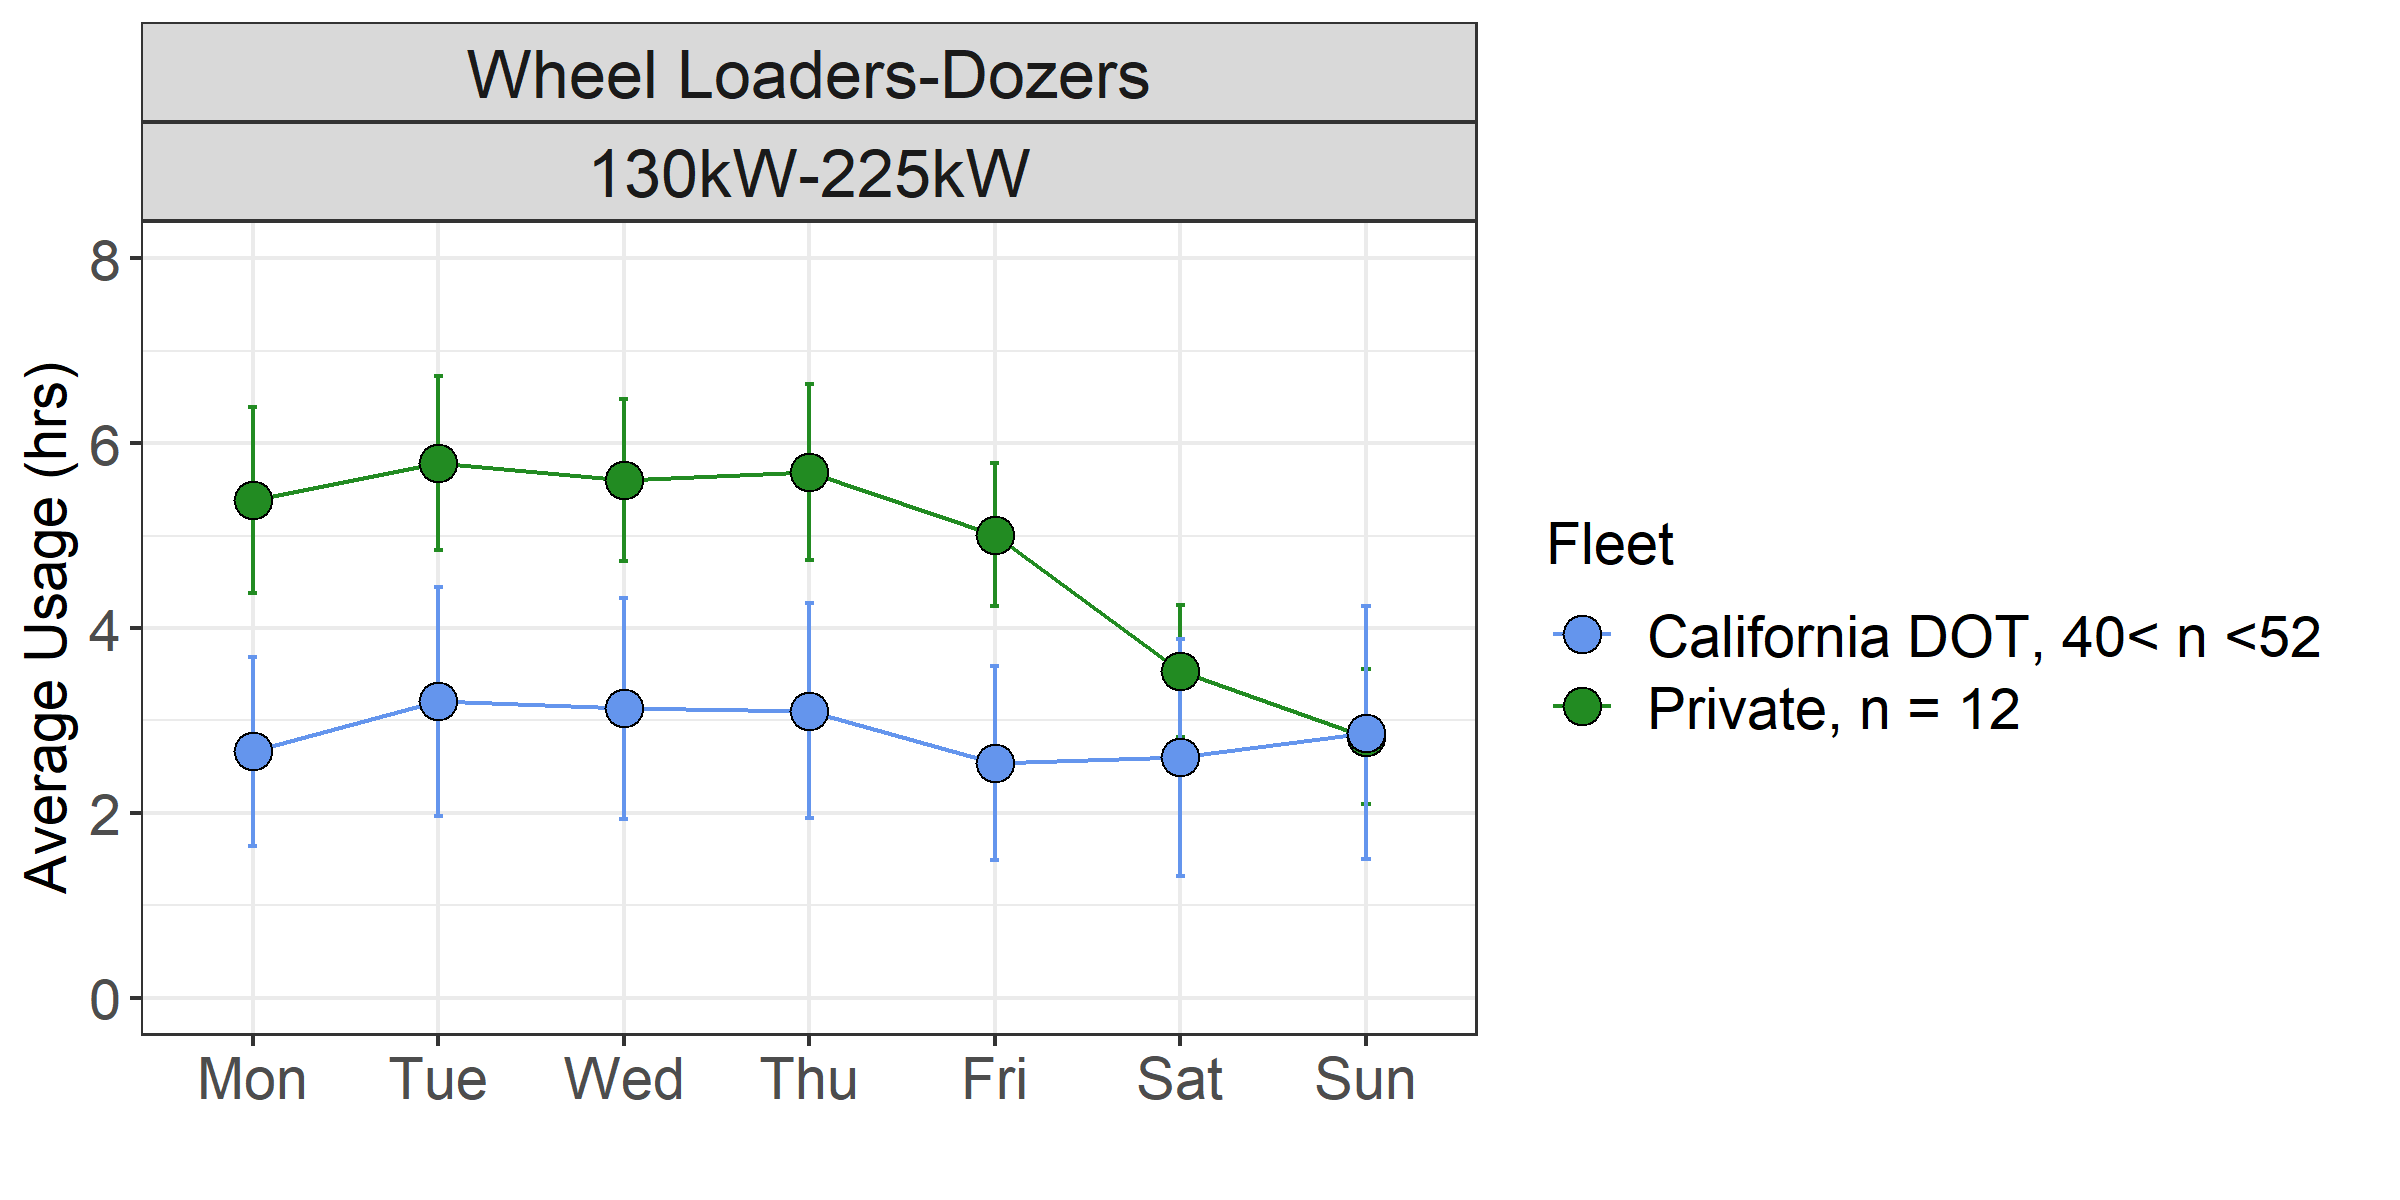 Wheel Loaders-Dozers
130kW-225kW
8
6
4
2
0
Average Usage (hrs)
Mon Tue Wed Thu Fri Sat Sun
Fleet
California DOT, 40< n <52
Private, n = 12